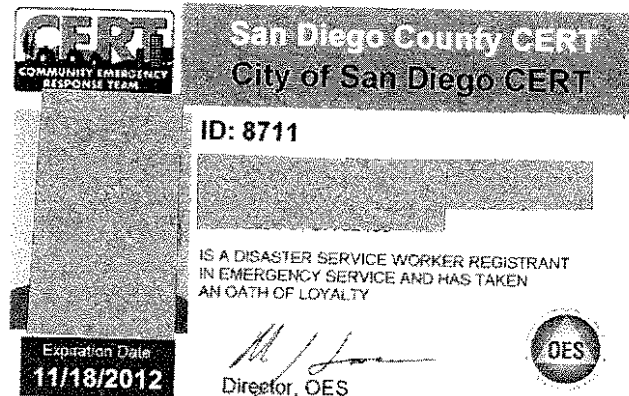 CERT
COMMUNITY EMERGENCY
RESPONSE TEAM
San Diego County CERT
City of San Diego CERT
ID: 8711
IS A DISASTER SERVICE WORKER REGISTRANT
IN EMERGENCY SERVICE AND HAS TAKEN
AN OATH OF LOYALTY
Director, OES
OES
Expiration Date
11/18/2012